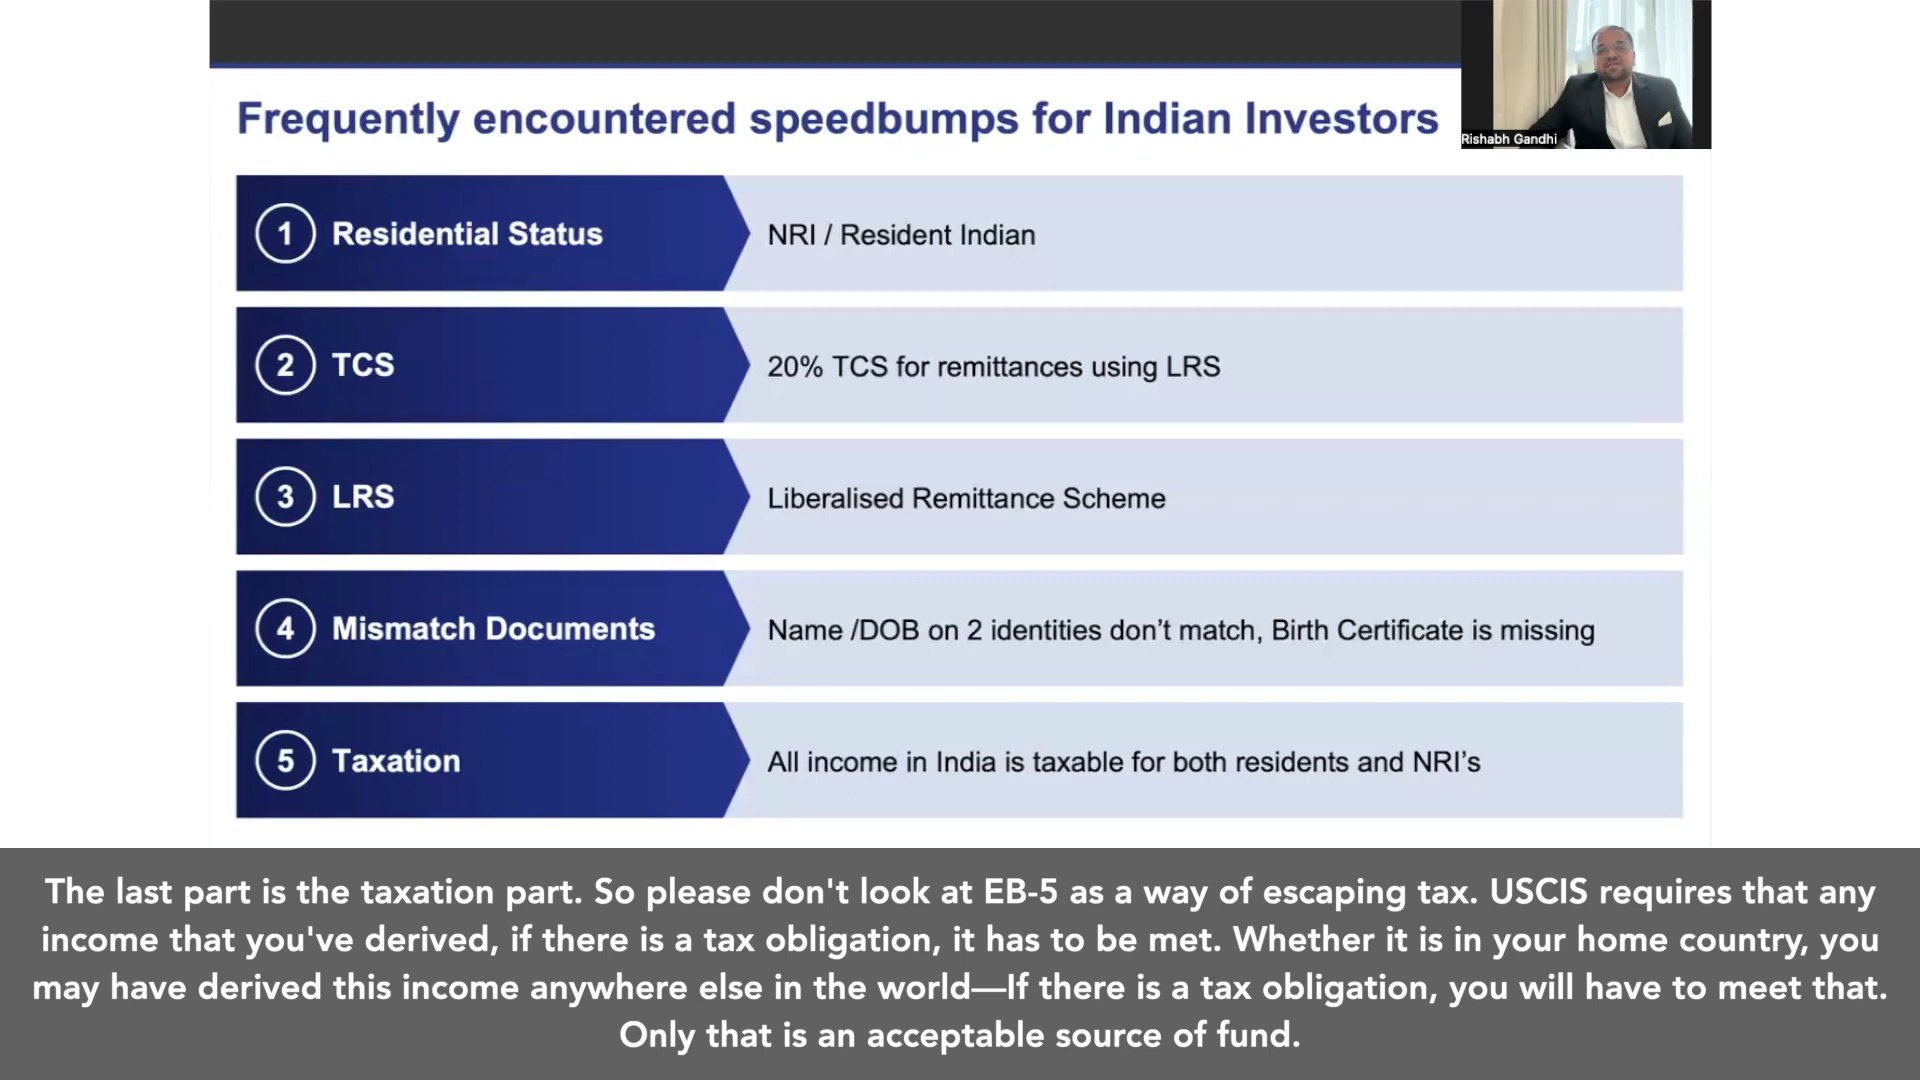 Frequently encountered speedbumps for Indian Investors
Rishabh Gandhi
1 Residential Status
NRI / Resident Indian
2 TCS
20% TCS for remittances using LRS
3 LRS
Liberalised Remittance Scheme
4 Mismatch Documents
Name /DOB on 2 identities don’t match, Birth Certificate is missing
5 Taxation
All income in India is taxable for both residents and NRI’s
The last part is the taxation part. So please don't look at EB-5 as a way of escaping tax. USCIS requires that any
income that you've derived, if there is a tax obligation, it has to be met. Whether it is in your home country, you
may have derived this income anywhere else in the world—If there is a tax obligation, you will have to meet that.
Only that is an acceptable source of fund.